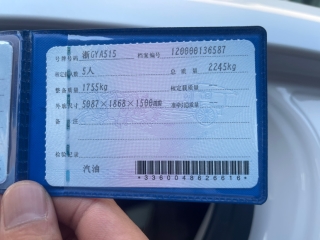 号牌号码 浙GYA515 档案编号 120000136587
核定载人数 5人 总质量 2245kg
整备质量 1755kg 核定载质量 --
外廓尺寸 5087×1868×1500mm 准牵引总质量 --
备注
检验记录
汽油
*3360048626616*